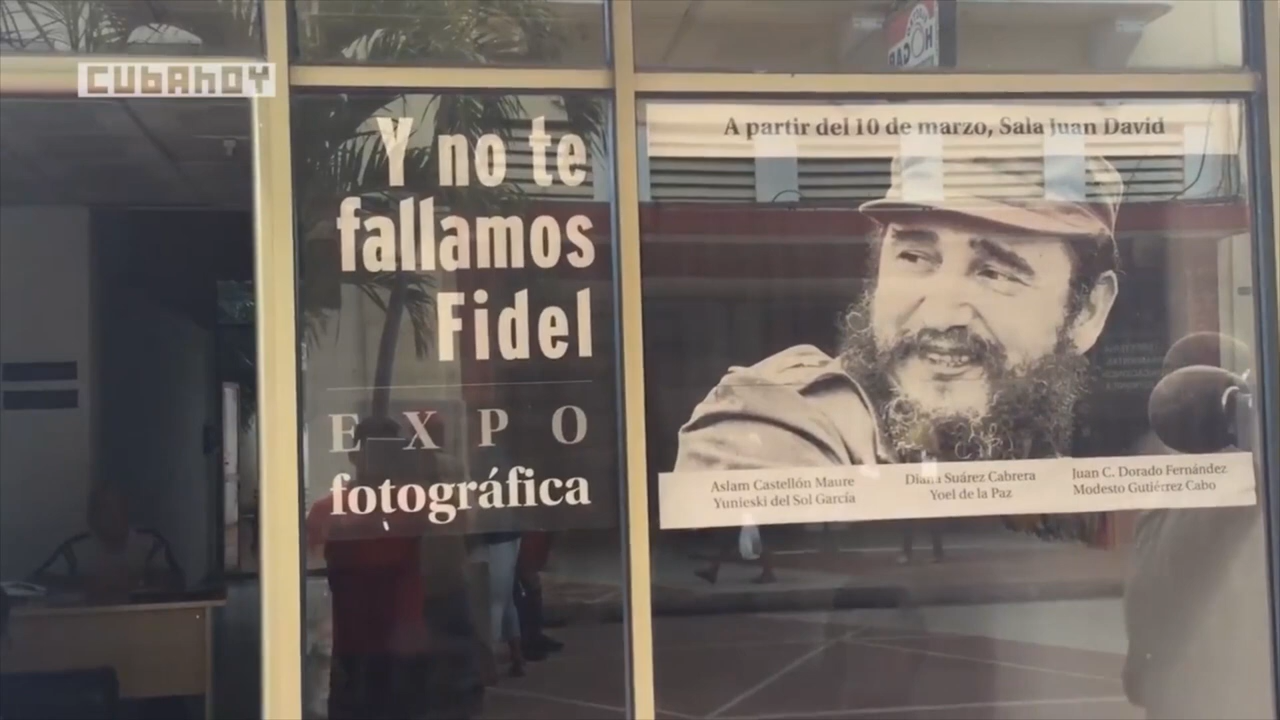 CUBAHOY
HOGAR
Y no te
fallamos
Fidel
EXPO
fotográfica
A partir del 10 de marzo, Sala Juan David
Aslam Castellón Maure
Yunieski del Sol García
Diana Suárez Cabrera
Yoel de la Paz
Juan C. Dorado Fernández
Modesto Gutiérrez Cabo